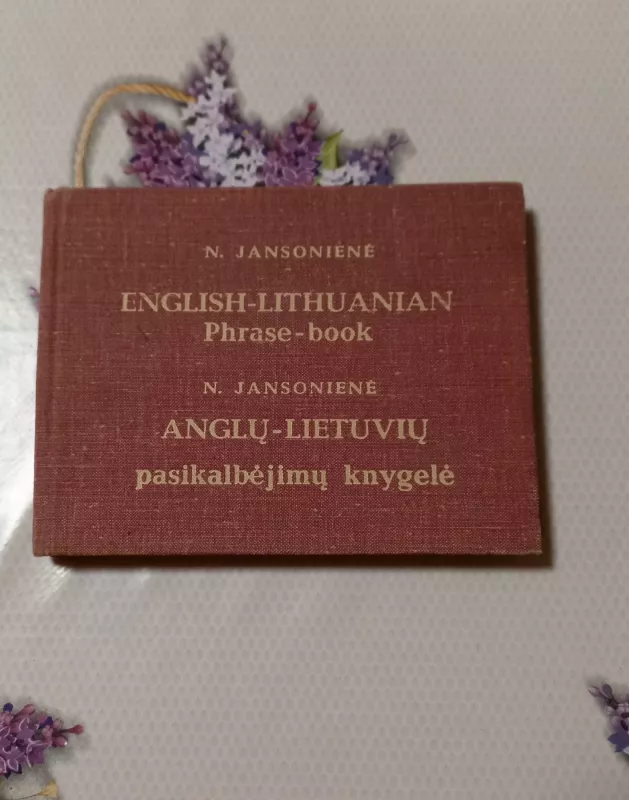 N. JANSONIENĖ
ENGLISH-LITHUANIAN
Phrase-book
N. JANSONIENĖ
ANGLŲ-LIETUVIŲ
pasikalbėjimų knygelė